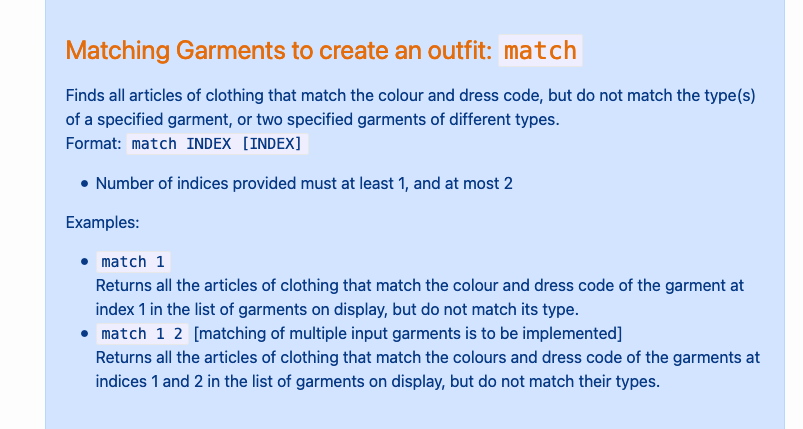 Matching Garments to create an outfit: match
Finds all articles of clothing that match the colour and dress code, but do not match the type(s)
of a specified garment, or two specified garments of different types.
Format: match INDEX [INDEX]
• Number of indices provided must at least 1, and at most 2
Examples:
• match 1
Returns all the articles of clothing that match the colour and dress code of the garment at
index 1 in the list of garments on display, but do not match its type.
• match 1 2 [matching of multiple input garments is to be implemented]
Returns all the articles of clothing that match the colours and dress code of the garments at
indices 1 and 2 in the list of garments on display, but do not match their types.